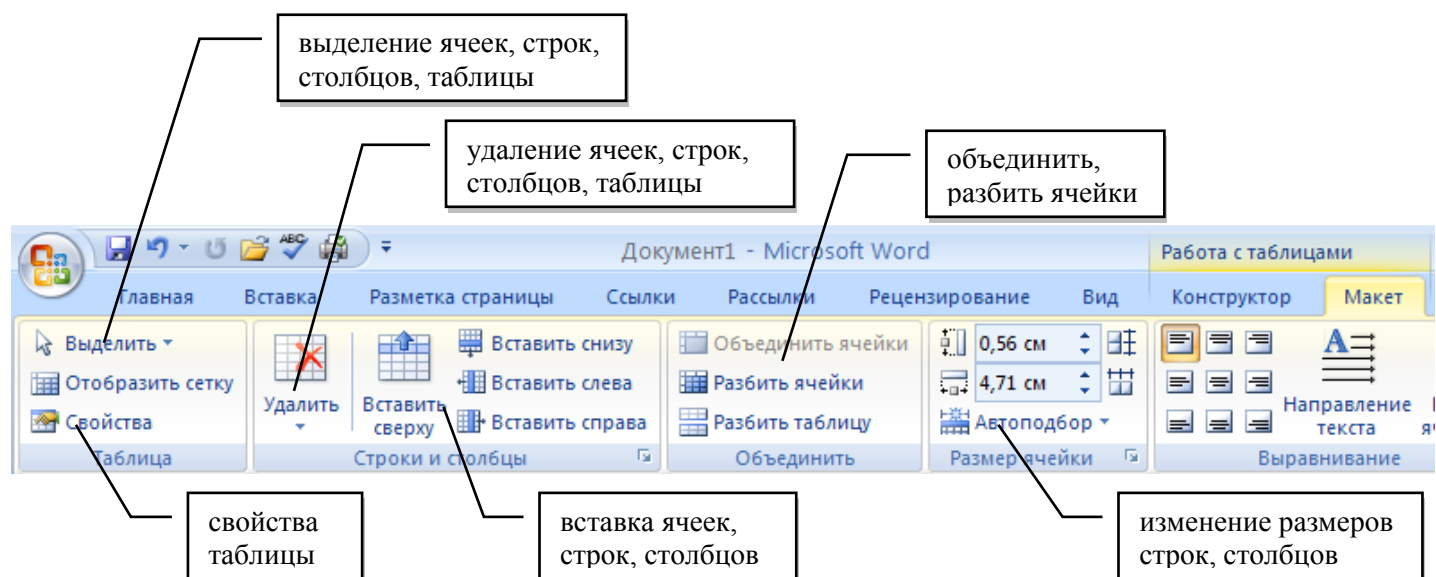 выделение ячеек, строк,
столбцов, таблицы
удаление ячеек, строк,
столбцов, таблицы
объединить,
разбить ячейки
ABC
Документ1 - Microsoft Word
Работа с таблицами
Главная Вставка Разметка страницы Ссылки Рассылки Рецензирование Вид Конструктор Макет
Выделить
Отобразить сетку
Свойства
Таблица
Удалить
Вставить
сверху
Вставить снизу
Вставить слева
Вставить справа
Строки и столбцы
Объединить ячейки
Разбить ячейки
Разбить таблицу
Объединить
0,56 см
4,71 см
Автоподбор
Размер ячейки
A
Направление
текста
Выравнивание
свойства
таблицы
вставка ячеек,
строк, столбцов
изменение размеров
строк, столбцов